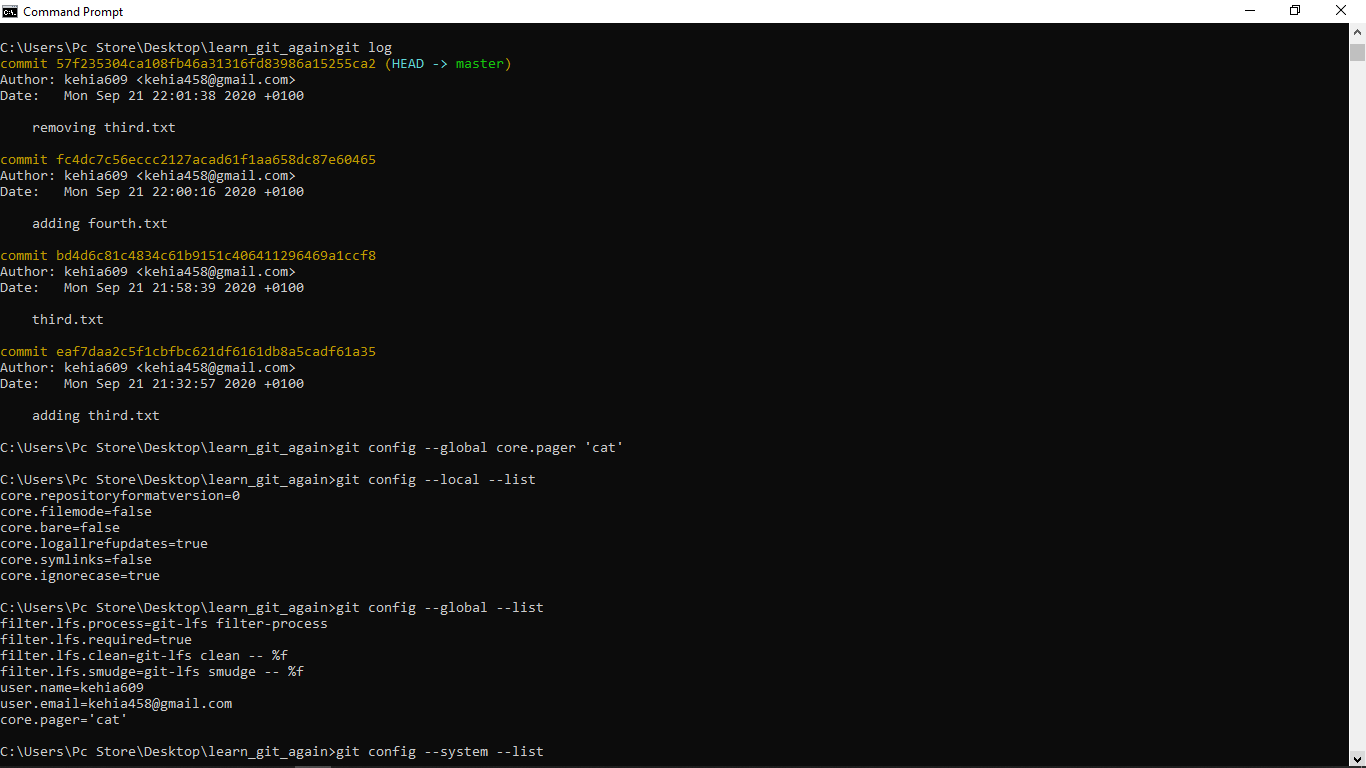 Command Prompt
C:\Users\Pc Store\Desktop\learn_git_again>git log
commit 57f235304ca108fb46a31316fd83986a15255ca2 (HEAD -> master)
Author: kehia609 <kehia458@gmail.com>
Date:   Mon Sep 21 22:01:38 2020 +0100
    removing third.txt
commit fc4dc7c56eccc2127acad61f1aa658dc87e60465
Author: kehia609 <kehia458@gmail.com>
Date:   Mon Sep 21 22:00:16 2020 +0100
    adding fourth.txt
commit bd4d6c81c4834c61b9151c406411296469a1ccf8
Author: kehia609 <kehia458@gmail.com>
Date:   Mon Sep 21 21:58:39 2020 +0100
    third.txt
commit eaf7daa2c5f1cbfbc621df6161db8a5cadf61a35
Author: kehia609 <kehia458@gmail.com>
Date:   Mon Sep 21 21:32:57 2020 +0100
    adding third.txt
C:\Users\Pc Store\Desktop\learn_git_again>git config --global core.pager 'cat'
C:\Users\Pc Store\Desktop\learn_git_again>git config --local --list
core.repositoryformatversion=0
core.filemode=false
core.bare=false
core.logallrefupdates=true
core.symlinks=false
core.ignorecase=true
C:\Users\Pc Store\Desktop\learn_git_again>git config --global --list
filter.lfs.process=git-lfs filter-process
filter.lfs.required=true
filter.lfs.clean=git-lfs clean -- %f
filter.lfs.smudge=git-lfs smudge -- %f
user.name=kehia609
user.email=kehia458@gmail.com
core.pager='cat'
C:\Users\Pc Store\Desktop\learn_git_again>git config --system --list